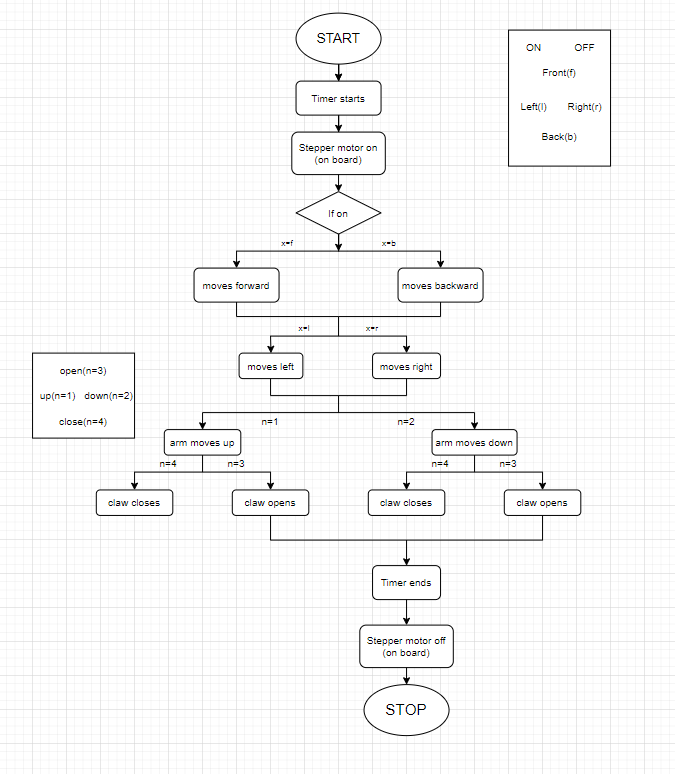 START
ON OFF
Front(f)
Timer starts
Left(l) Right(r)
Back(b)
Stepper motor on
(on board)
If on
x=f x=b
moves forward moves backward
x=l x=r
moves left moves right
open(n=3)
up(n=1) down(n=2)
close(n=4)
n=1 n=2
arm moves up arm moves down
n=4 n=3 n=4 n=3
claw closes claw opens claw closes claw opens
Timer ends
Stepper motor off
(on board)
STOP